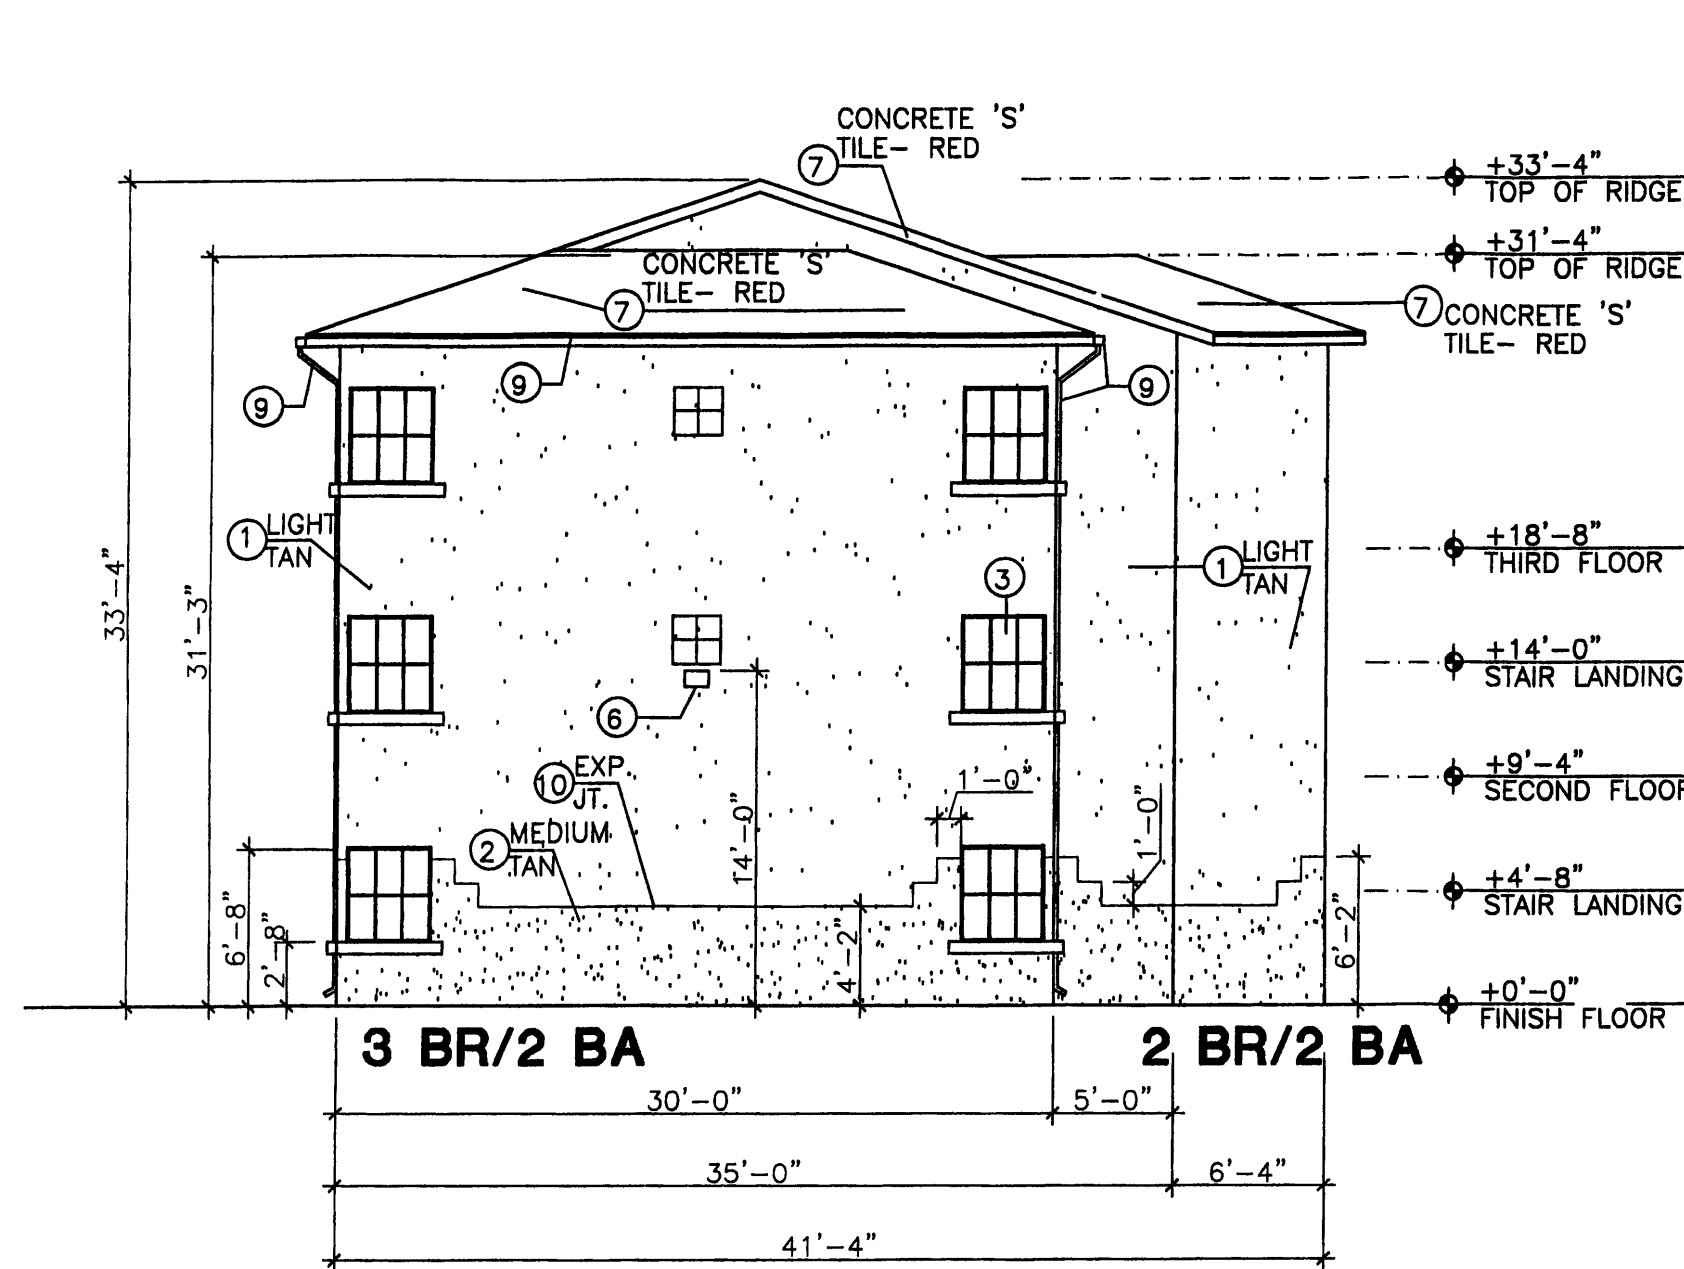 CONCRETE 'S'
TILE- RED
7
+33'-4"
TOP OF RIDGE
+31'-4"
TOP OF RIDGE
CONCRETE 'S'
TILE- RED
7
7
CONCRETE 'S'
TILE- RED
9
9
9
1
LIGHT
TAN
33'-4"
31'-3"
3
1
LIGHT
TAN
+18'-8"
THIRD FLOOR
+14'-0"
STAIR LANDING
6
10
EXP.
JT.
1'-0"
+9'-4"
SECOND FLOOR
2
MEDIUM
TAN
14'-0"
1'-0"
6'-8"
2'-8"
4'-2"
6'-2"
+4'-8"
STAIR LANDING
+0'-0"
FINISH FLOOR
3 BR/2 BA
2 BR/2 BA
30'-0"
5'-0"
35'-0"
6'-4"
41'-4"